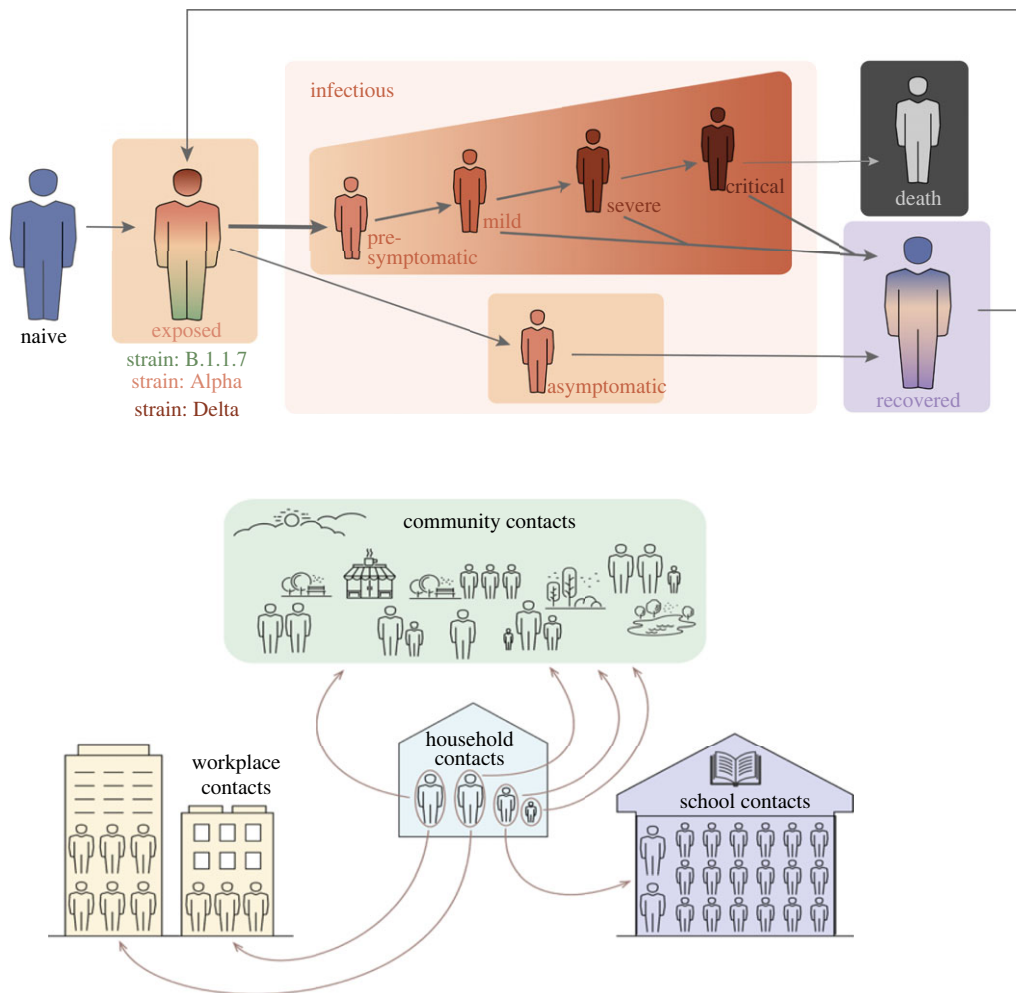 infectious
death
critical
severe
mild
pre-
symptomatic
naive
exposed
strain: B.1.1.7
strain: Alpha
strain: Delta
asymptomatic
recovered
community contacts
household
contacts
workplace
contacts
school contacts